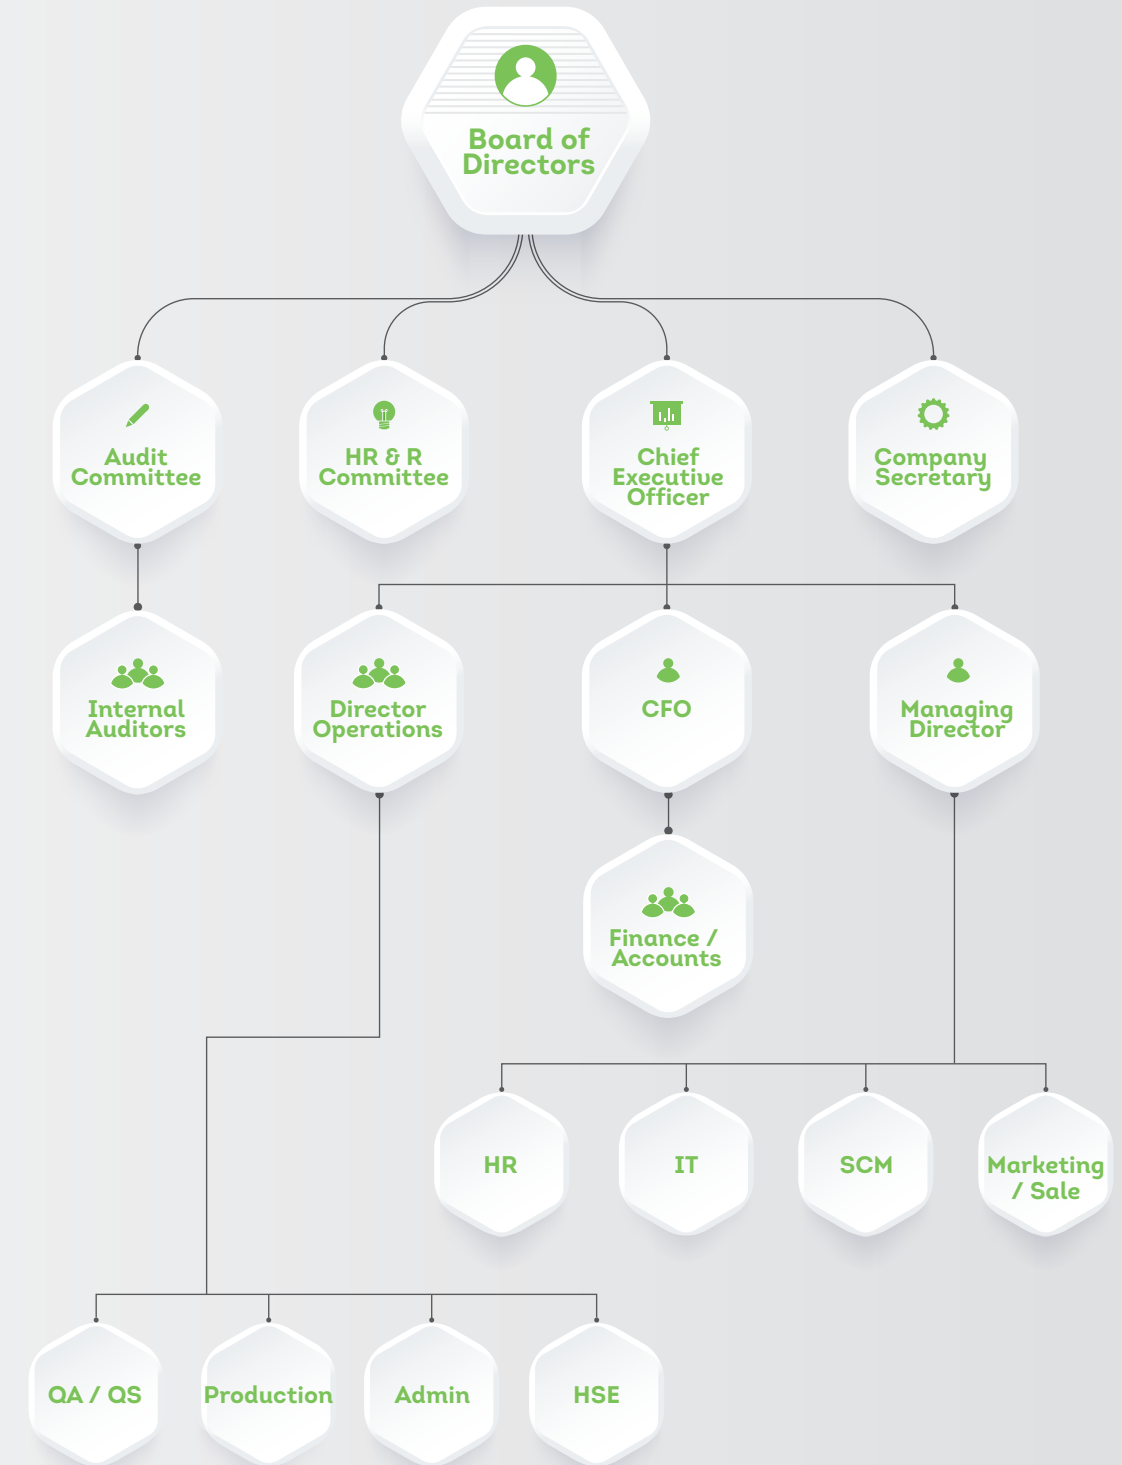 Board of
Directors
Audit
Committee
HR & R
Committee
Chief
Executive
Officer
Company
Secretary
Internal
Auditors
Director
Operations
CFO
Managing
Director
Finance /
Accounts
HR
IT
SCM
Marketing
/ Sale
QA / QS
Production
Admin
HSE